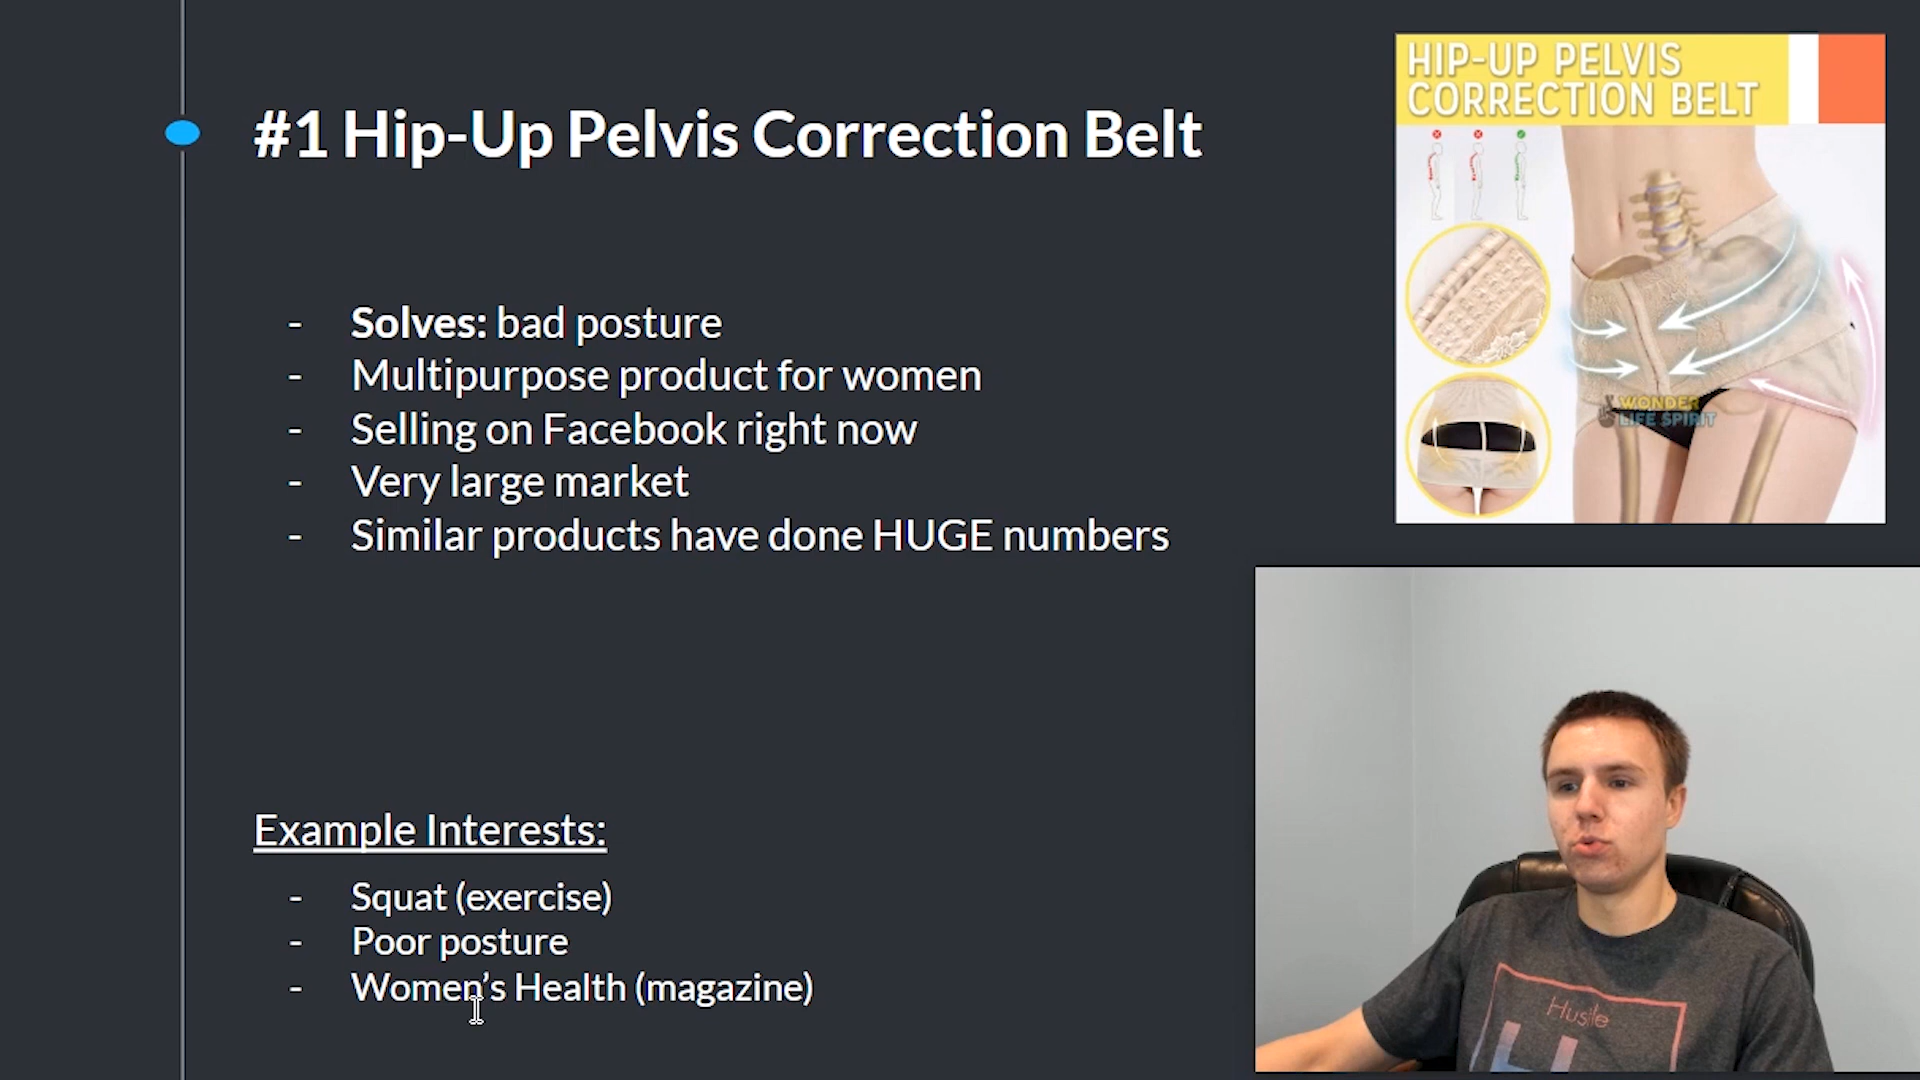 #1 Hip-Up Pelvis Correction Belt
- Solves: bad posture
- Multipurpose product for women
- Selling on Facebook right now
- Very large market
- Similar products have done HUGE numbers
Example Interests:
- Squat (exercise)
- Poor posture
- Women's Health (magazine)
HIP-UP PELVIS
CORRECTION BELT
WONDER
LIFE SPIRIT
Hustle
H